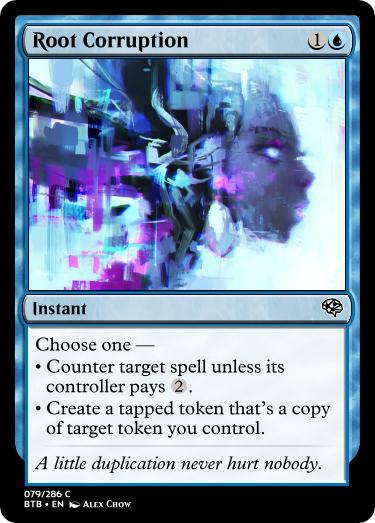 Root Corruption 1
Instant
Choose one —
• Counter target spell unless its
controller pays 2.
• Create a tapped token that's a copy
of target token you control.
A little duplication never hurt nobody.
079/286 C
BTB • EN Alex Chow